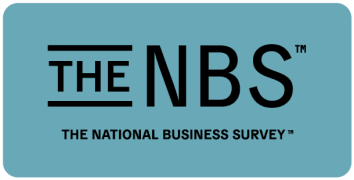 THE NBS™
THE NATIONAL BUSINESS SURVEY™